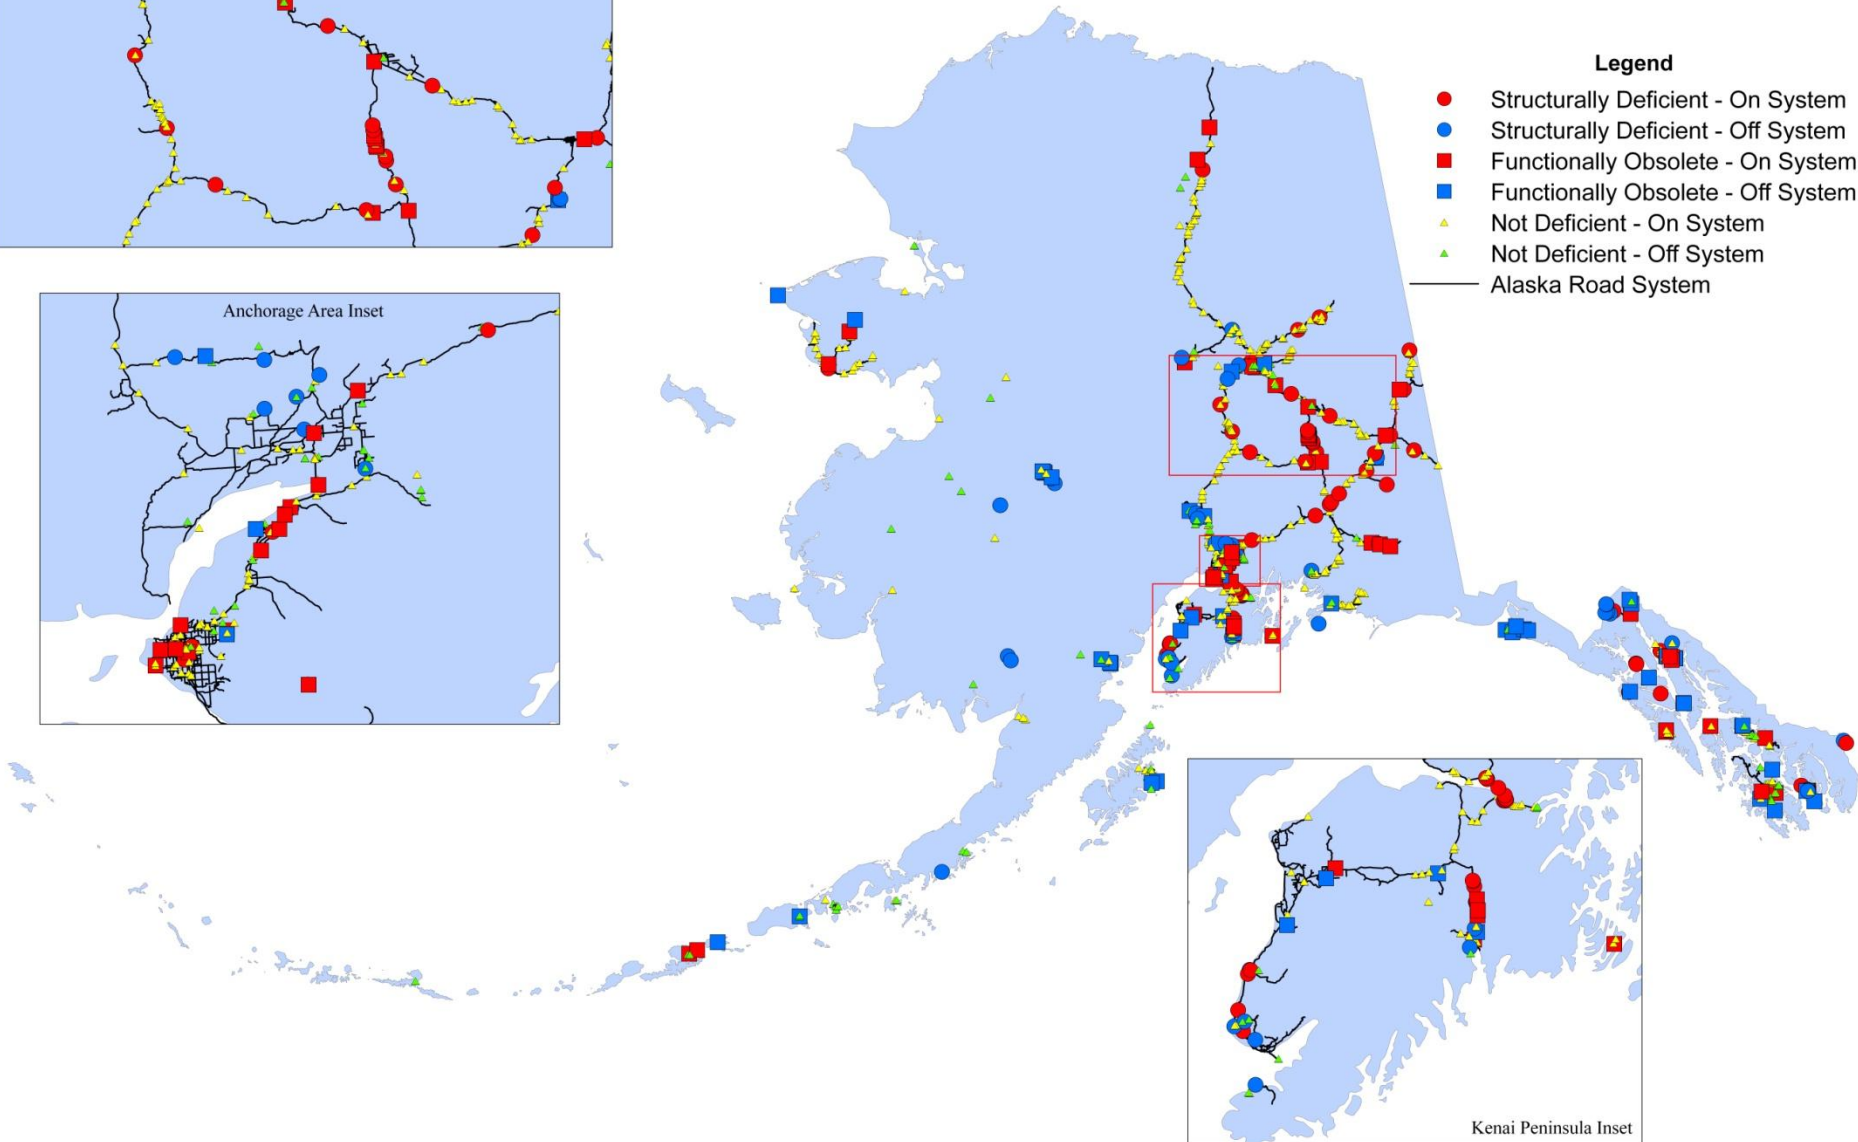 Legend
Structurally Deficient - On System
Structurally Deficient - Off System
Functionally Obsolete - On System
Functionally Obsolete - Off System
Not Deficient - On System
Not Deficient - Off System
Alaska Road System
Anchorage Area Inset
Kenai Peninsula Inset